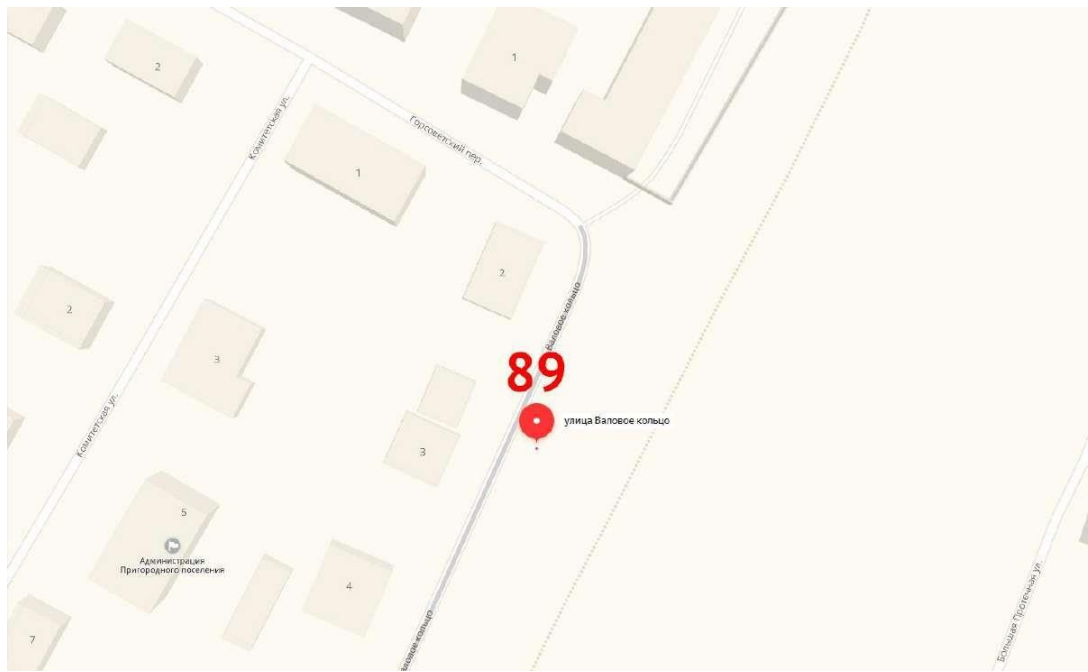 1
2
Комитетская ул.
Горсоветский пер.
1
2
2
3
Валовое кольцо
89
улица Валовое кольцо
Комитетская ул.
3
5
Администрация
Пригородного поселения
4
Большая Протечная ул.
7
Валовое кольцо